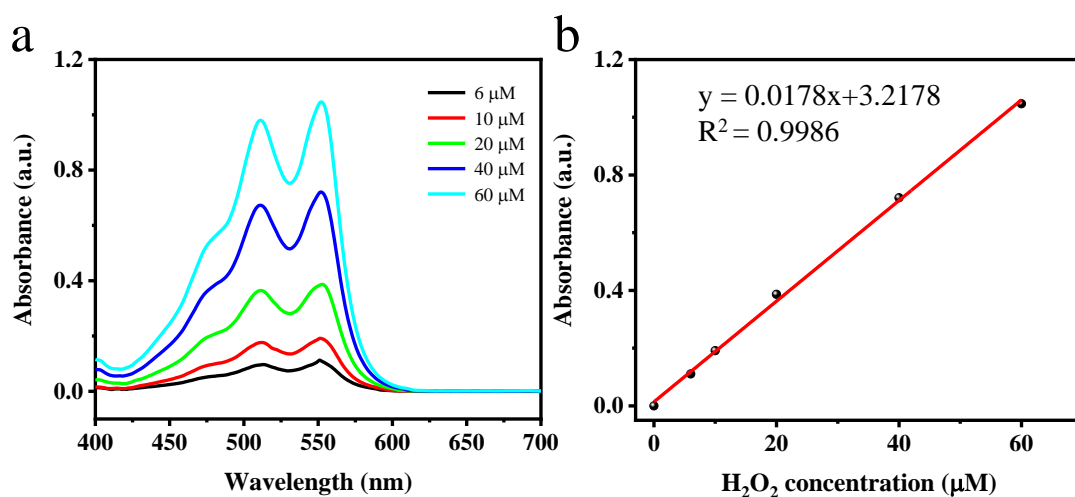 a
1.2
0.8
0.4
0.0
Absorbance (a.u.)
6 μM
10 μM
20 μM
40 μM
60 μM
400 450 500 550 600 650 700
Wavelength (nm)
b
1.2
0.8
0.4
0.0
Absorbance (a.u.)
y = 0.0178x+3.2178
R² = 0.9986
0 20 40 60
H₂O₂ concentration (μM)